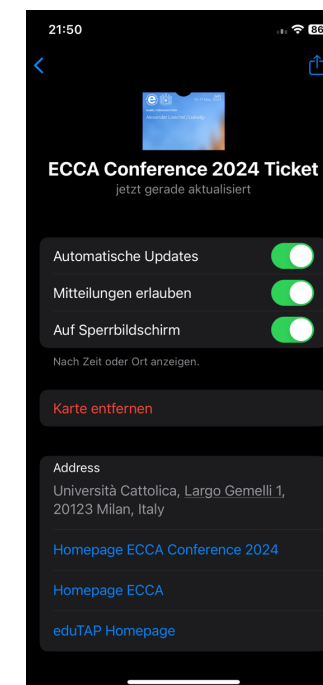 21:50
86
ECCA Conference 2024 Ticket
jetzt gerade aktualisiert
Automatische Updates
Mitteilungen erlauben
Auf Sperrbildschirm
Nach Zeit oder Ort anzeigen.
Karte entfernen
Address
Università Cattolica, Largo Gemelli 1,
20123 Milan, Italy
Homepage ECCA Conference 2024
Homepage ECCA
eduTAP Homepage